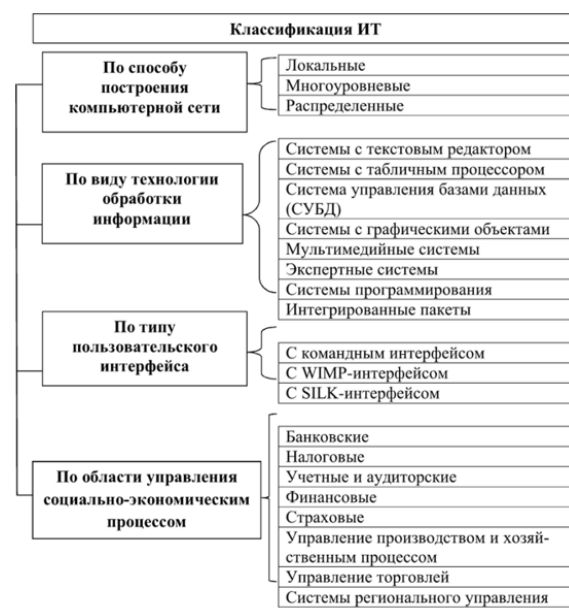 Классификация ИТ
По способу
построения
компьютерной сети
Локальные
Многоуровневые
Распределенные
По виду технологии
обработки
информации
Системы с текстовым редактором
Системы с табличным процессором
Система управления базами данных
(СУБД)
Системы с графическими объектами
Мультимедийные системы
Экспертные системы
Системы программирования
Интегрированные пакеты
По типу
пользовательского
интерфейса
С командным интерфейсом
С WIMP-интерфейсом
С SILK-интерфейсом
По области управления
социально-экономическим
процессом
Банковские
Налоговые
Учетные и аудиторские
Финансовые
Страховые
Управление производством и хозяй-
ственным процессом
Управление торговлей
Системы регионального управления